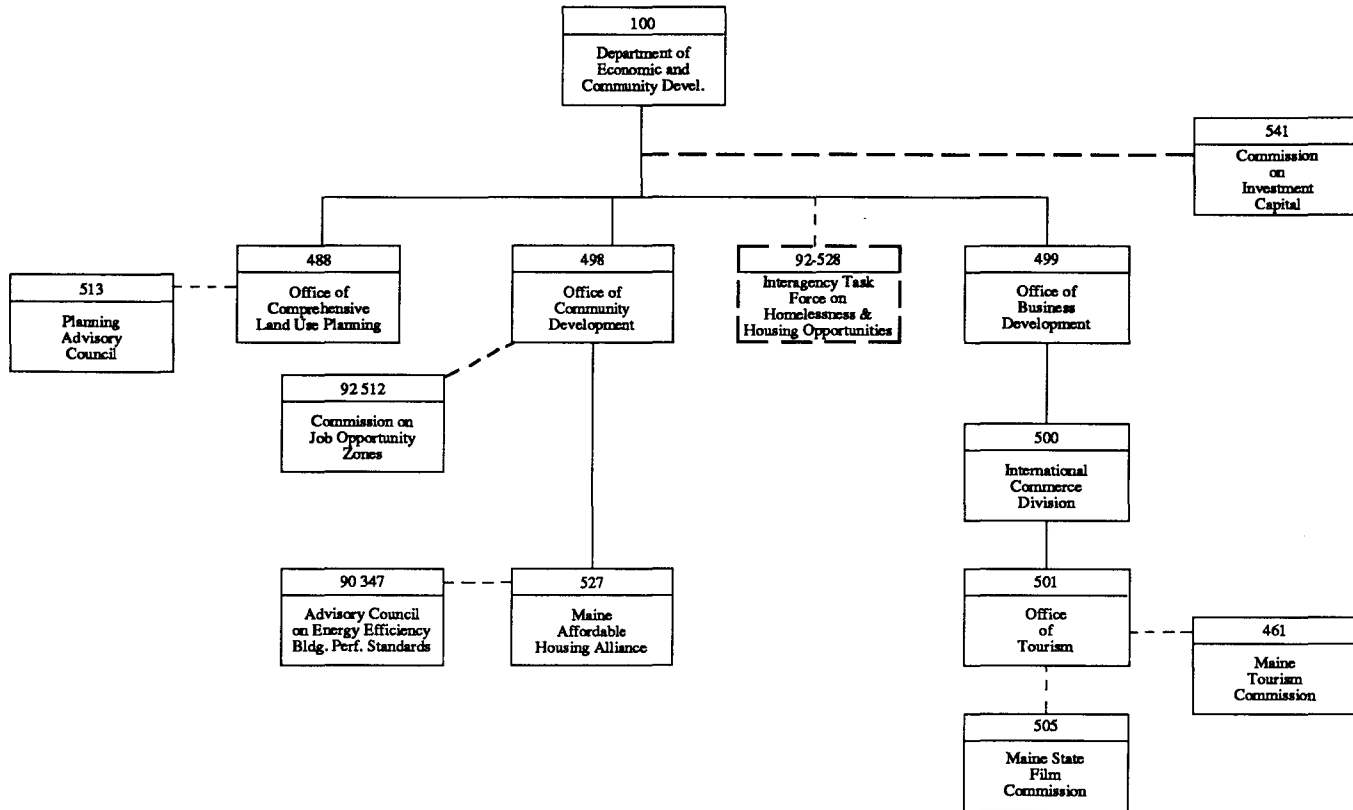 100
Department of
Economic and
Community Devel.
541
Commission
on
Investment
Capital
488
Office of
Comprehensive
Land Use Planning
498
Office of
Community
Development
92-528
Interagency Task
Force on
Homelessness &
Housing Opportunities
499
Office of
Business
Development
513
Planning
Advisory
Council
92 512
Commission on
Job Opportunity
Zones
500
International
Commerce
Division
90 347
Advisory Council
on Energy Efficiency
Bldg. Perf. Standards
527
Maine
Affordable
Housing Alliance
501
Office
of
Tourism
461
Maine
Tourism
Commission
505
Maine State
Film
Commission